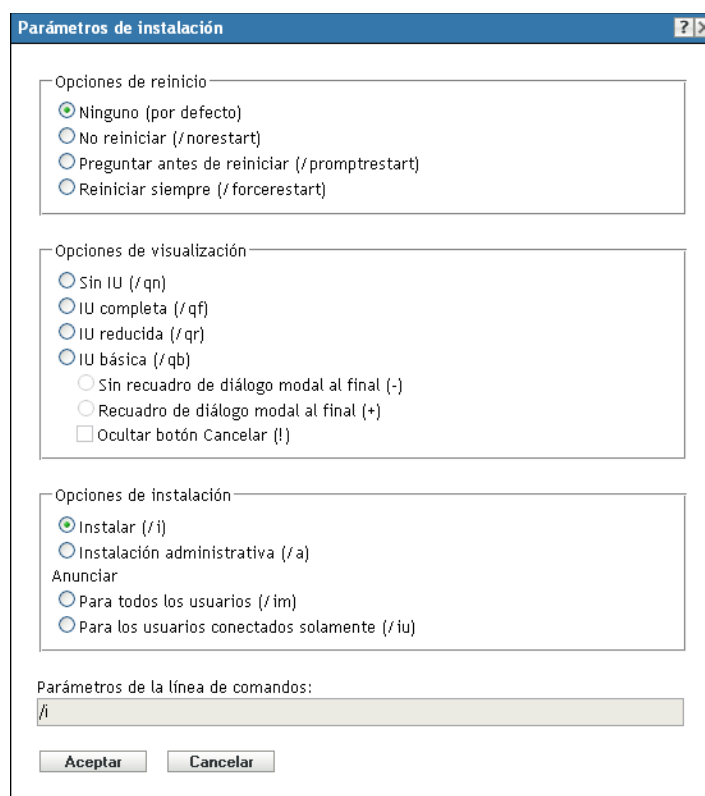 Parámetros de instalación
Opciones de reinicio
Ninguno (por defecto)
No reiniciar (/norestart)
Preguntar antes de reiniciar (/promptrestart)
Reiniciar siempre (/forcerestart)
Opciones de visualización
Sin IU (/qn)
IU completa (/qf)
IU reducida (/qr)
IU básica (/qb)
Sin recuadro de diálogo modal al final (-)
Recuadro de diálogo modal al final (+)
Ocultar botón Cancelar (!)
Opciones de instalación
Instalar (/i)
Instalación administrativa (/a)
Anunciar
Para todos los usuarios (/im)
Para los usuarios conectados solamente (/iu)
Parámetros de la línea de comandos:
/i
Aceptar Cancelar